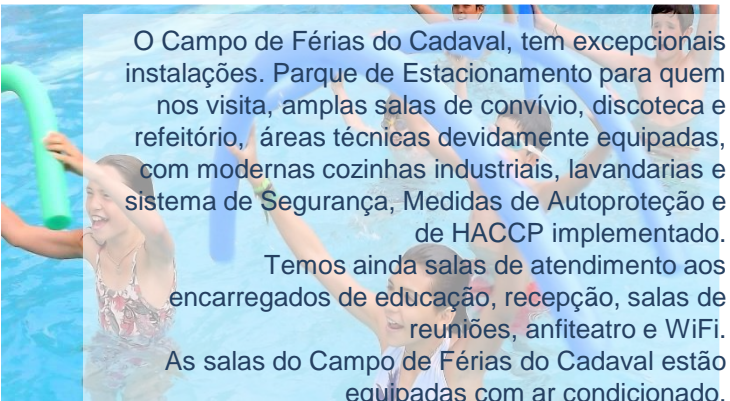 O Campo de Férias do Cadaval, tem excepcionais
instalações. Parque de Estacionamento para quem
nos visita, amplas salas de convívio, discoteca e
refeitório,  áreas técnicas devidamente equipadas,
com modernas cozinhas industriais, lavandarias e
sistema de Segurança, Medidas de Autoproteção e
de HACCP implementado.
Temos ainda salas de atendimento aos
encarregados de educação, recepção, salas de
reuniões, anfiteatro e WiFi.
As salas do Campo de Férias do Cadaval estão
equipadas com ar condicionado.